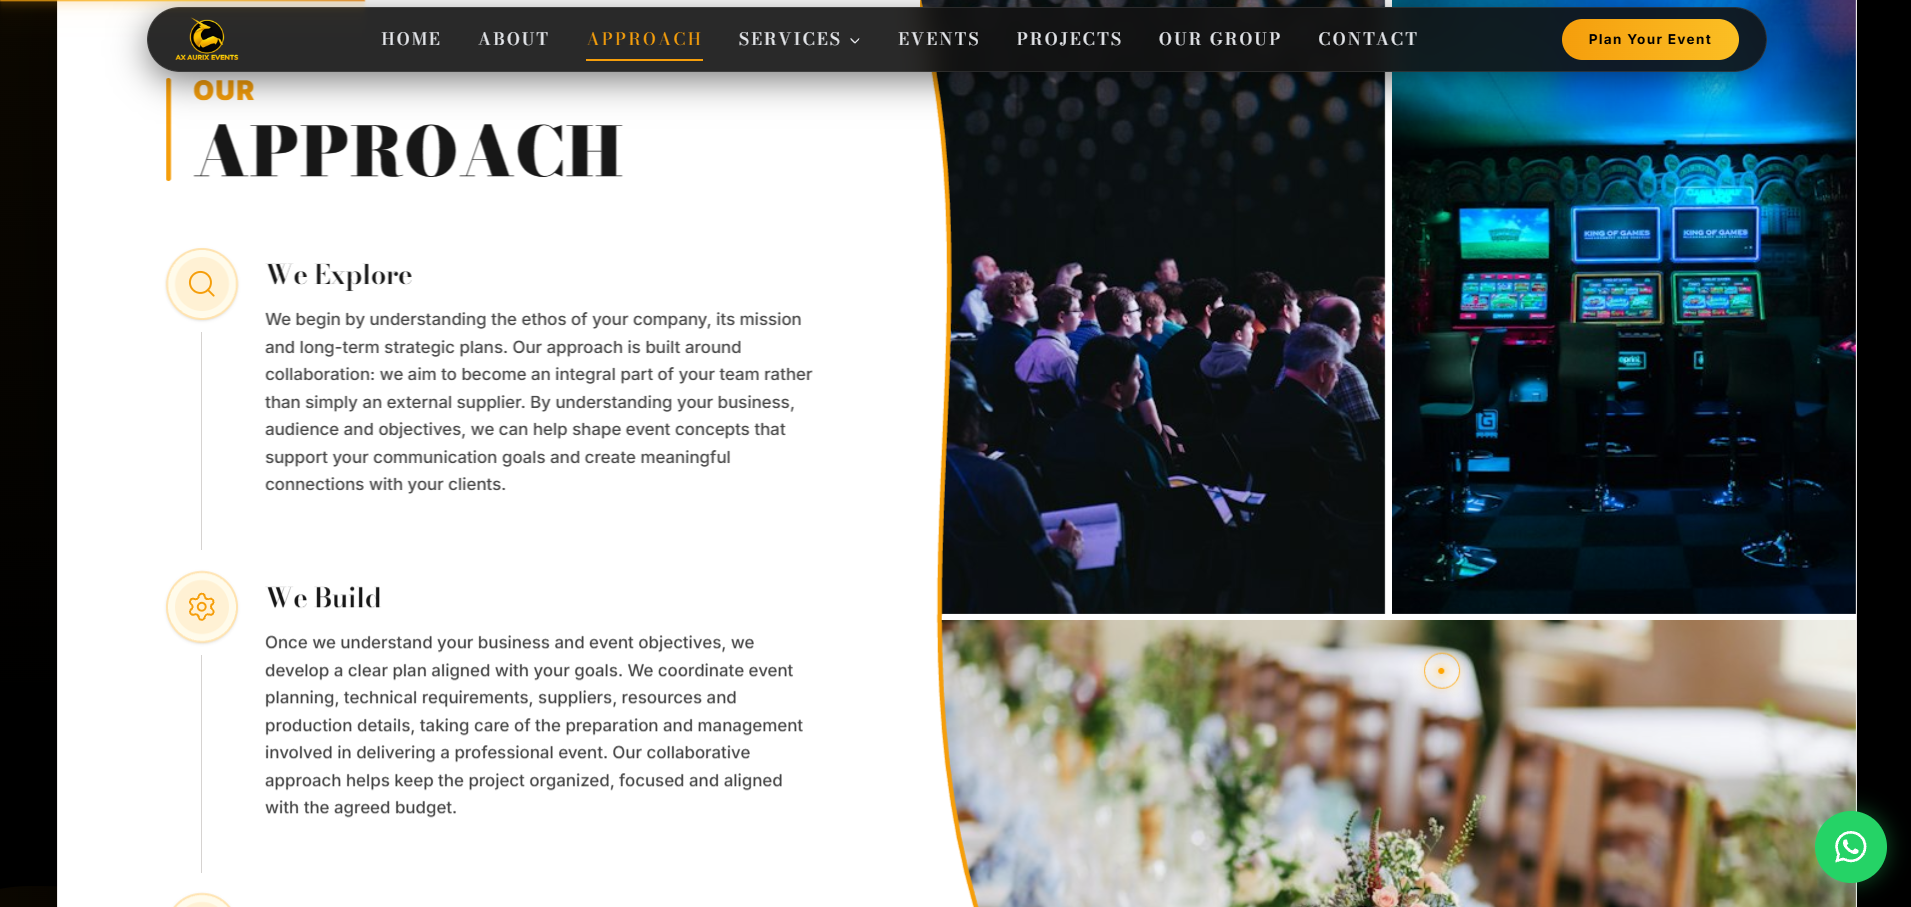 AX AURIX EVENTS
HOME ABOUT APPROACH SERVICES EVENTS PROJECTS OUR GROUP CONTACT
Plan Your Event
OUR
APPROACH
We Explore
We begin by understanding the ethos of your company, its mission
and long-term strategic plans. Our approach is built around
collaboration: we aim to become an integral part of your team rather
than simply an external supplier. By understanding your business,
audience and objectives, we can help shape event concepts that
support your communication goals and create meaningful
connections with your clients.
We Build
Once we understand your business and event objectives, we
develop a clear plan aligned with your goals. We coordinate event
planning, technical requirements, suppliers, resources and
production details, taking care of the preparation and management
involved in delivering a professional event. Our collaborative
approach helps keep the project organized, focused and aligned
with the agreed budget.
KING OF GAMES
KING OF GAMES